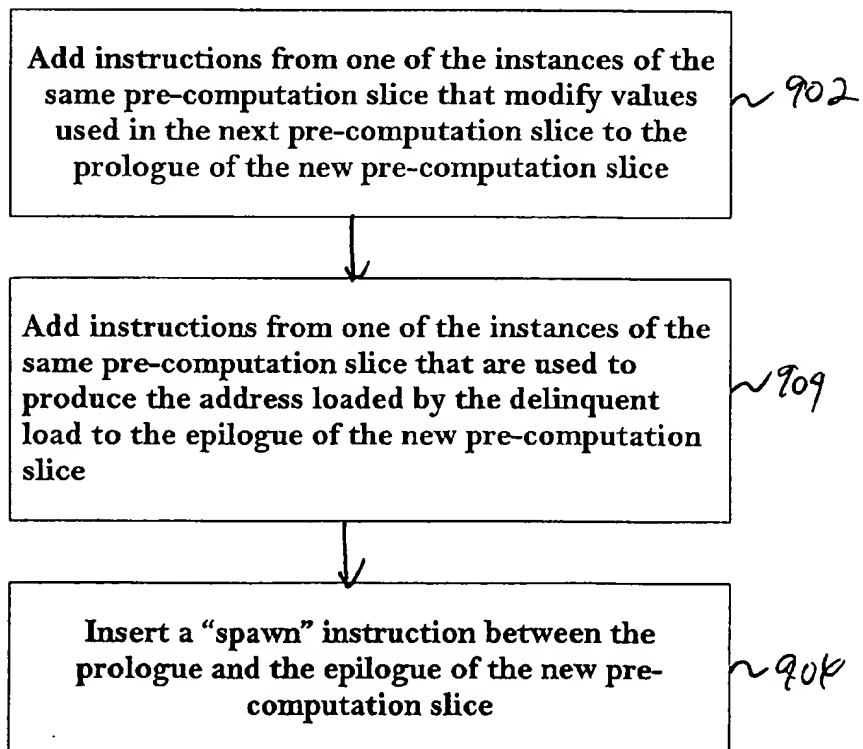 Add instructions from one of the instances of the
same pre-computation slice that modify values
used in the next pre-computation slice to the
prologue of the new pre-computation slice
902
Add instructions from one of the instances of the
same pre-computation slice that are used to
produce the address loaded by the delinquent
load to the epilogue of the new pre-computation
slice
Insert a “spawn” instruction between the
prologue and the epilogue of the new pre-
computation slice